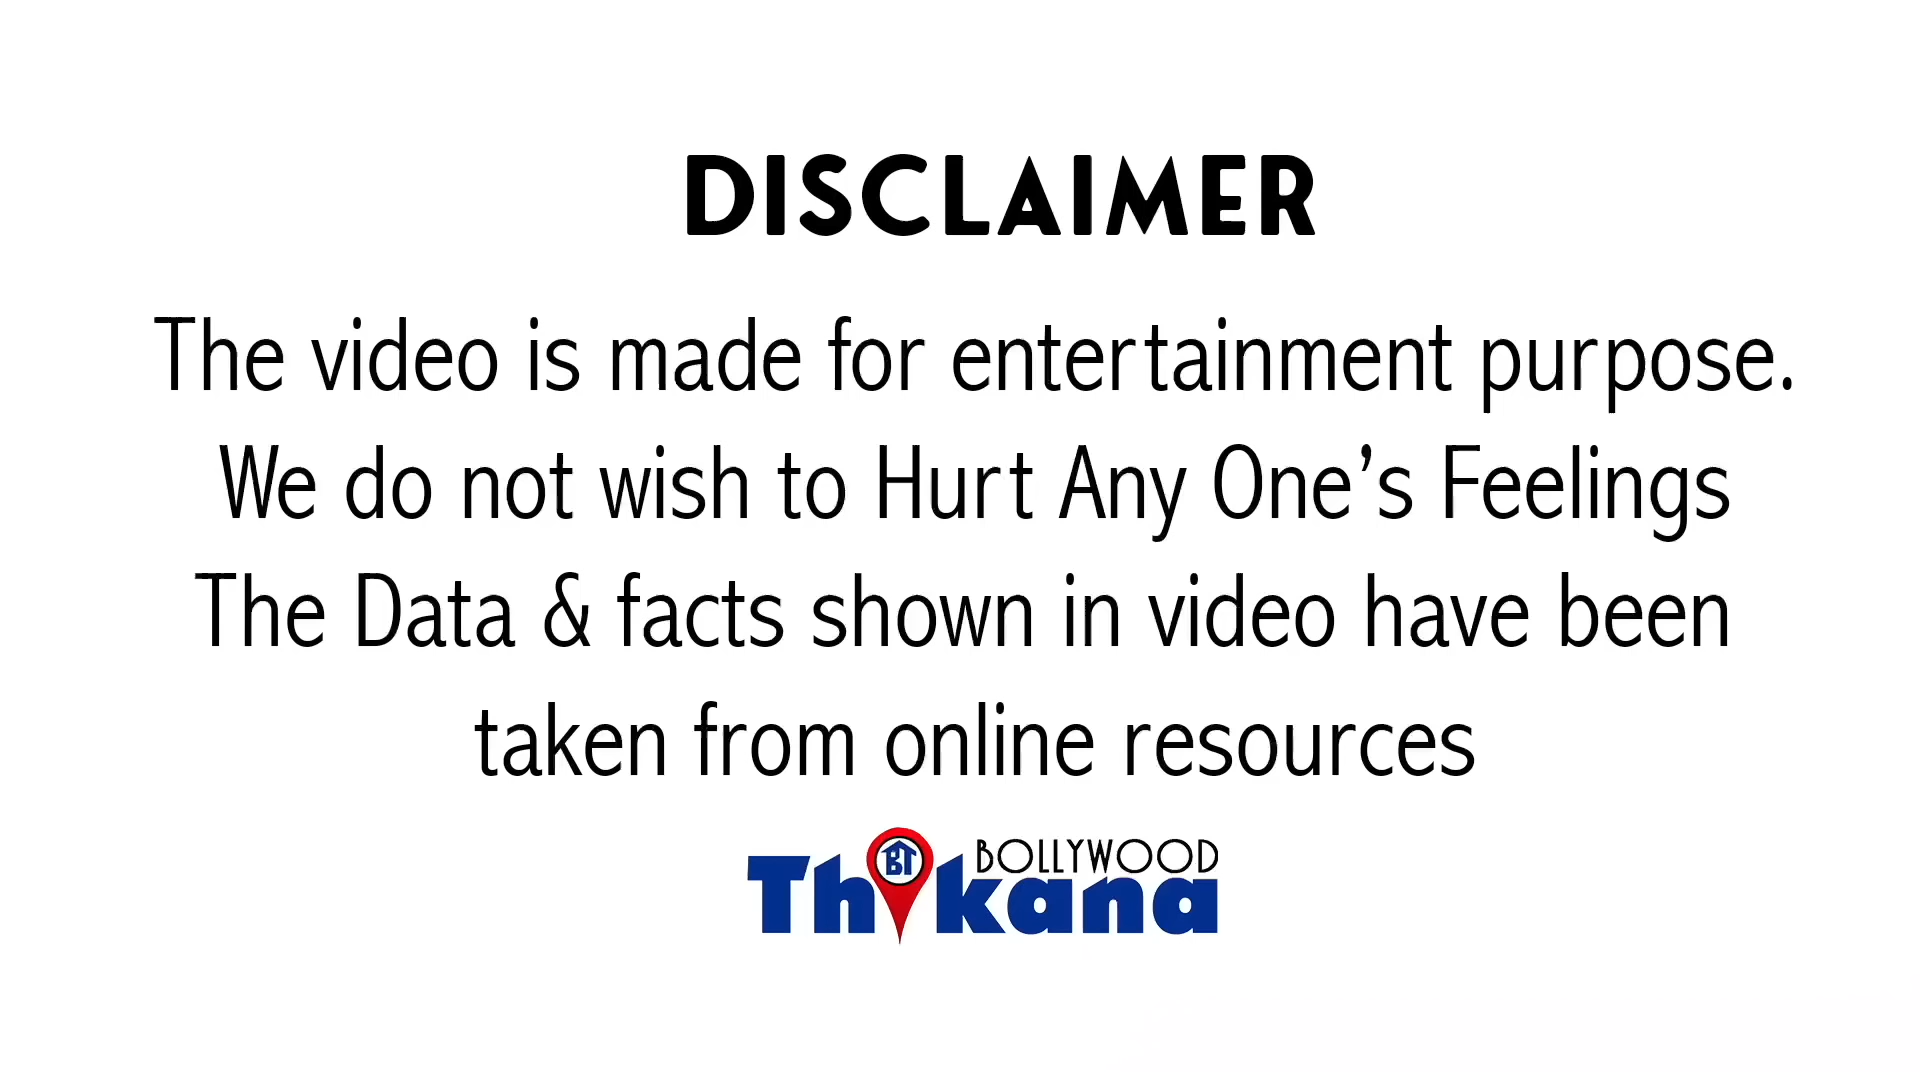 DISCLAIMER
The video is made for entertainment purpose.
We do not wish to Hurt Any One’s Feelings
The Data & facts shown in video have been
taken from online resources
BT
BOLLYWOOD
Thikana